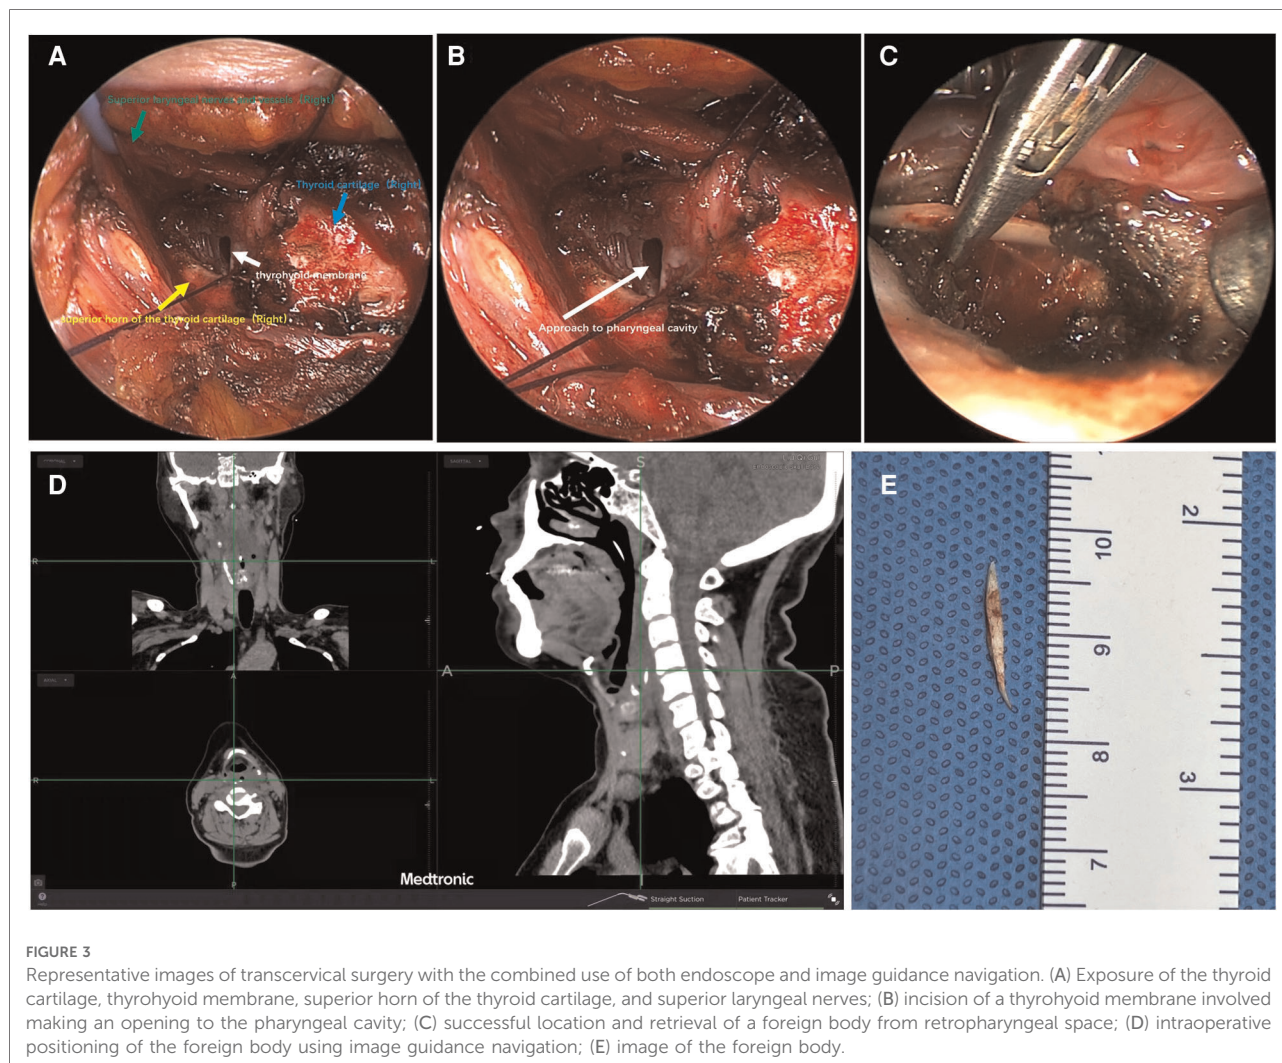 A
Superior laryngeal nerves and vessels (Right)
Thyroid cartilage (Right)
thyrohyoid membrane
Superior horn of the thyroid cartilage (Right)
B
Approach to pharyngeal cavity
C
D
S
R
L
A
P
A
R
L
P
SAGITTAL
Medtronic
Straight Suction
Patient Tracker
E
10
9
8
7
2
3
FIGURE 3
Representative images of transcervical surgery with the combined use of both endoscope and image guidance navigation. (A) Exposure of the thyroid
cartilage, thyrohyoid membrane, superior horn of the thyroid cartilage, and superior laryngeal nerves; (B) incision of a thyrohyoid membrane involved
making an opening to the pharyngeal cavity; (C) successful location and retrieval of a foreign body from retropharyngeal space; (D) intraoperative
positioning of the foreign body using image guidance navigation; (E) image of the foreign body.